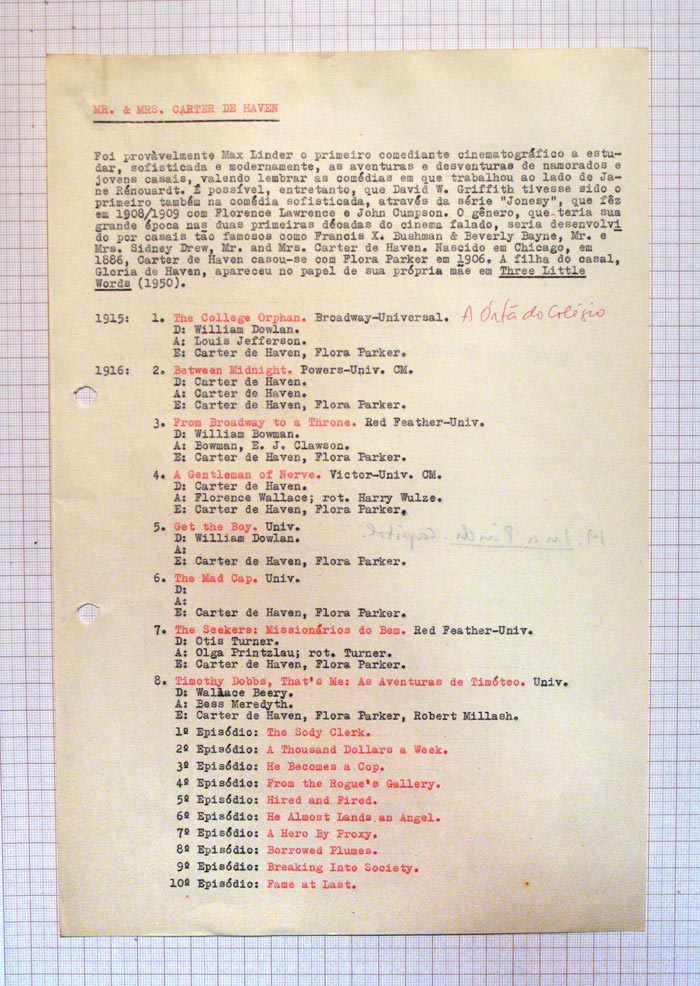 MR. & MRS. CARTER DE HAVEN
Foi provàvelmente Max Linder o primeiro comediante cinematográfico a estu-
dar, sofisticada e modernamente, as aventuras e desventuras de namorados e
jovens casais, valendo lembrar as comédias em que trabalhou ao lado de Ja-
ne Rénouardt. É possível, entretanto, que David W. Griffith tivesse sido o
primeiro também na comédia sofisticada, através da série "Jonesy", que fêz
em 1908/1909 com Florence Lawrence e John Cumpson. O gênero, que teria sua
grande época nas duas primeiras décadas do cinema falado, seria desenvolvi
do por casais tão famosos como Francis X. Bushman & Beverly Bayne, Mr. e
Mrs. Sidney Drew, Mr. and Mrs. Carter de Haven. Nascido em Chicago, em
1886, Carter de Haven casou-se com Flora Parker em 1906. A filha do casal,
Gloria de Haven, apareceu no papel de sua própria mãe em Three Little
Words (1950).
1915: 1. The College Orphan. Broadway-Universal. A Órfã do Colégio
D: William Dowlan.
A: Louis Jefferson.
E: Carter de Haven, Flora Parker.
1916: 2. Between Midnight. Powers-Univ. CM.
D: Carter de Haven.
A: Carter de Haven.
E: Carter de Haven, Flora Parker.
3. From Broadway to a Throne. Red Feather-Univ.
D: William Bowman.
A: Bowman, E. J. Clawson.
E: Carter de Haven, Flora Parker.
4. A Gentleman of Nerve. Victor-Univ. CM.
D: Carter de Haven.
A: Florence Wallace; rot. Harry Wulze.
E: Carter de Haven, Flora Parker.
5. Get the Boy. Univ.
D: William Dowlan.
A:
E: Carter de Haven, Flora Parker.
6. The Mad Cap. Univ.
D:
A:
E: Carter de Haven, Flora Parker.
7. The Seekers: Missionários do Bem. Red Feather-Univ.
D: Otis Turner.
A: Olga Printzlau; rot. Turner.
E: Carter de Haven, Flora Parker.
8. Timothy Dobbs, That's Me: As Aventuras de Timóteo. Univ.
D: Wallace Beery.
A: Bess Meredyth.
E: Carter de Haven, Flora Parker, Robert Millash.
1º Episódio: The Sody Clerk.
2º Episódio: A Thousand Dollars a Week.
3º Episódio: He Becomes a Cop.
4º Episódio: From the Rogue's Gallery.
5º Episódio: Hired and Fired.
6º Episódio: He Almost Lands an Angel.
7º Episódio: A Hero By Proxy.
8º Episódio: Borrowed Plumes.
9º Episódio: Breaking Into Society.
10º Episódio: Fame at Last.